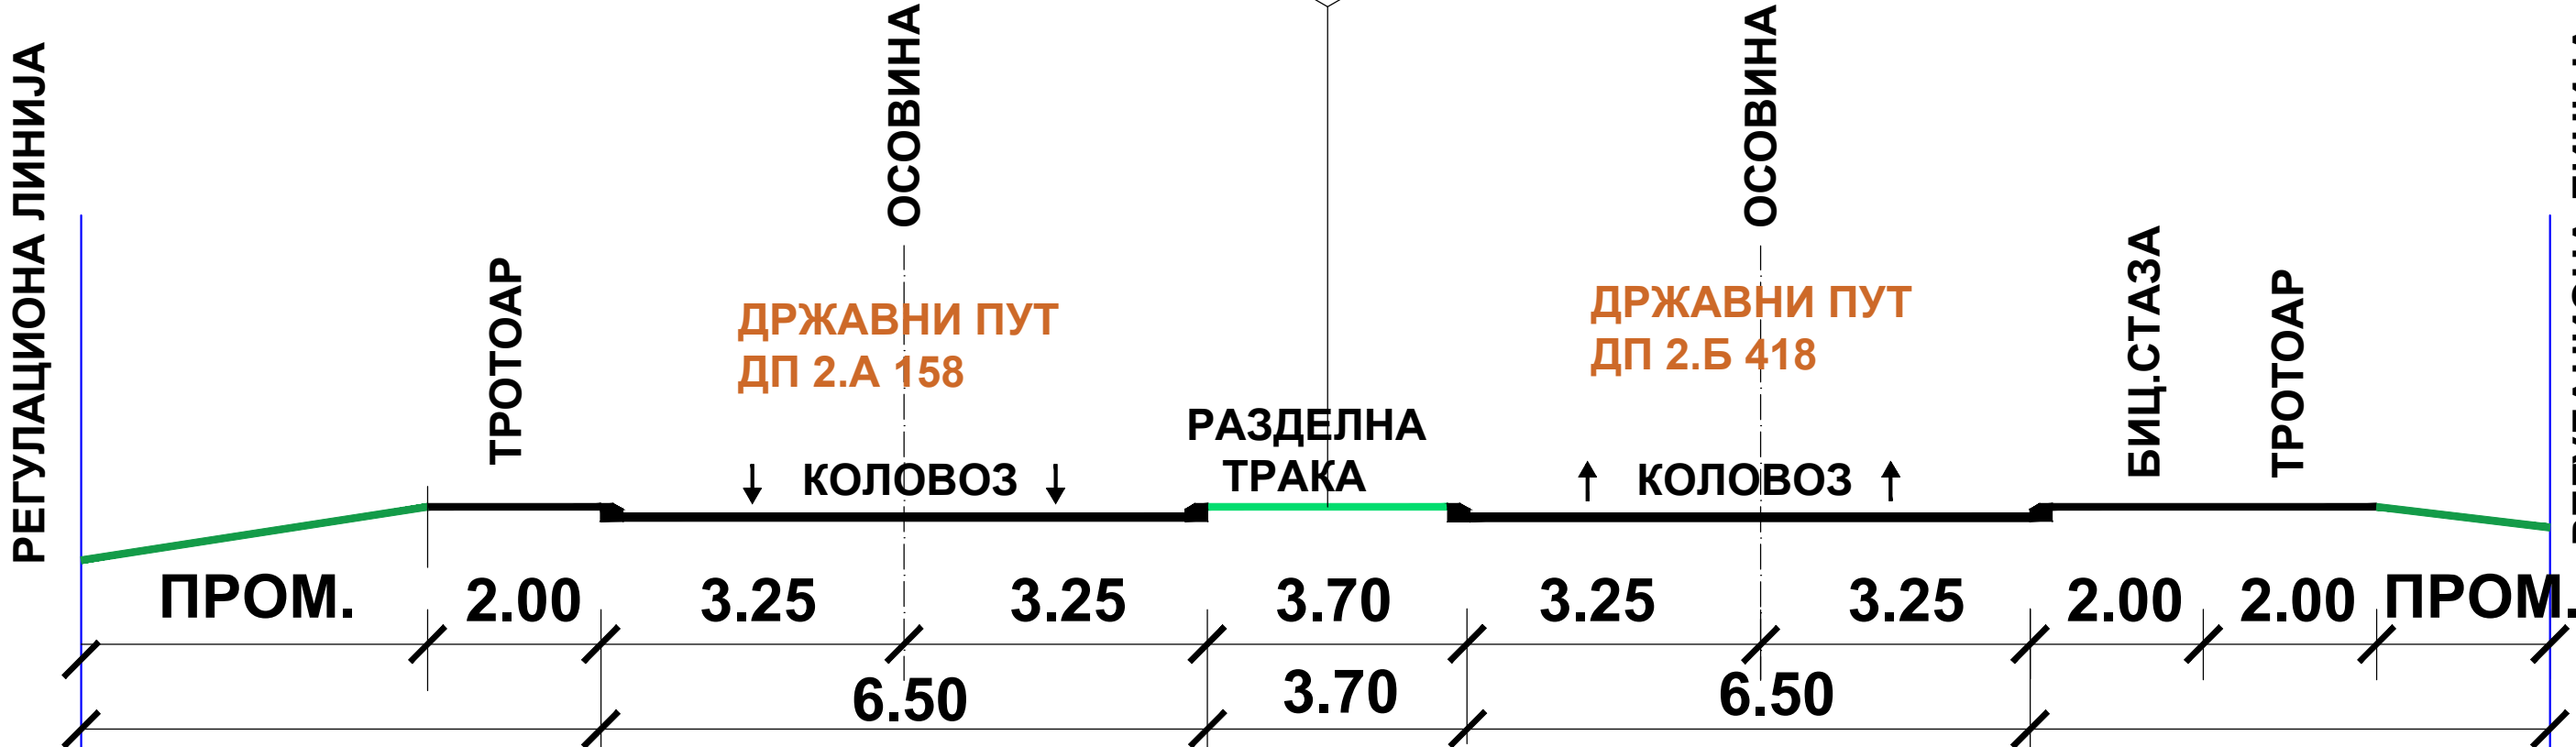 РЕГУЛАЦИОНА ЛИНИЈА
ТРОТОАР
ОСОВИНА
ДРЖАВНИ ПУТ
ДП 2.А 158
КОЛОВОЗ
РАЗДЕЛНА
ТРАКА
ОСОВИНА
ДРЖАВНИ ПУТ
ДП 2.Б 418
КОЛОВОЗ
БИЦ.СТАЗА
ТРОТОАР
ПРОМ. 2.00 3.25 3.25 3.70 3.25 3.25 2.00 2.00 ПРОМ.
6.50 3.70 6.50